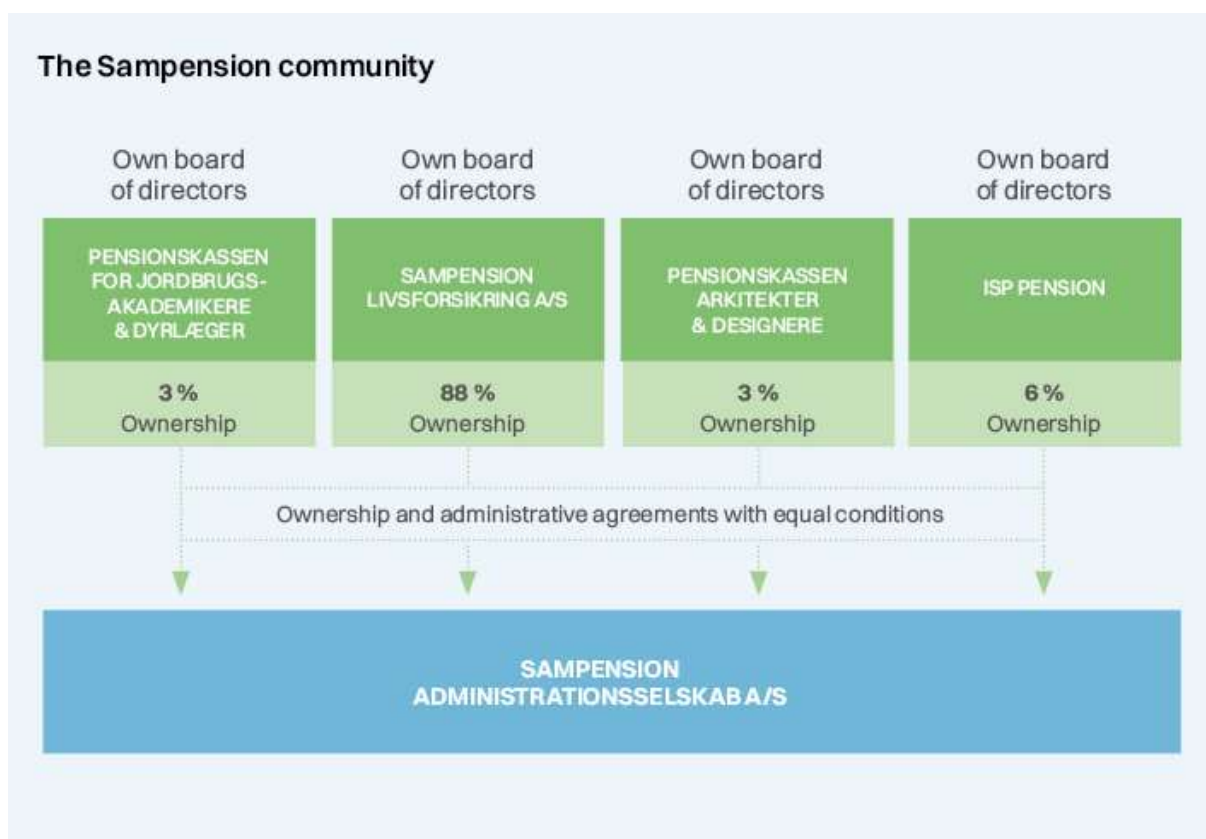 The Sampension community
Own board
of directors
Own board
of directors
Own board
of directors
Own board
of directors
PENSIONSKASSEN
FOR JORDBRUGS-
AKADEMIKERE
& DYRLÆGER
SAMPENSION
LIVSFORSIKRING A/S
PENSIONSKASSEN
ARKITEKTER
& DESIGNERE
ISP PENSION
3 %
Ownership
88 %
Ownership
3 %
Ownership
6 %
Ownership
Ownership and administrative agreements with equal conditions
SAMPENSION
ADMINISTRATIONSSELSKAB A/S